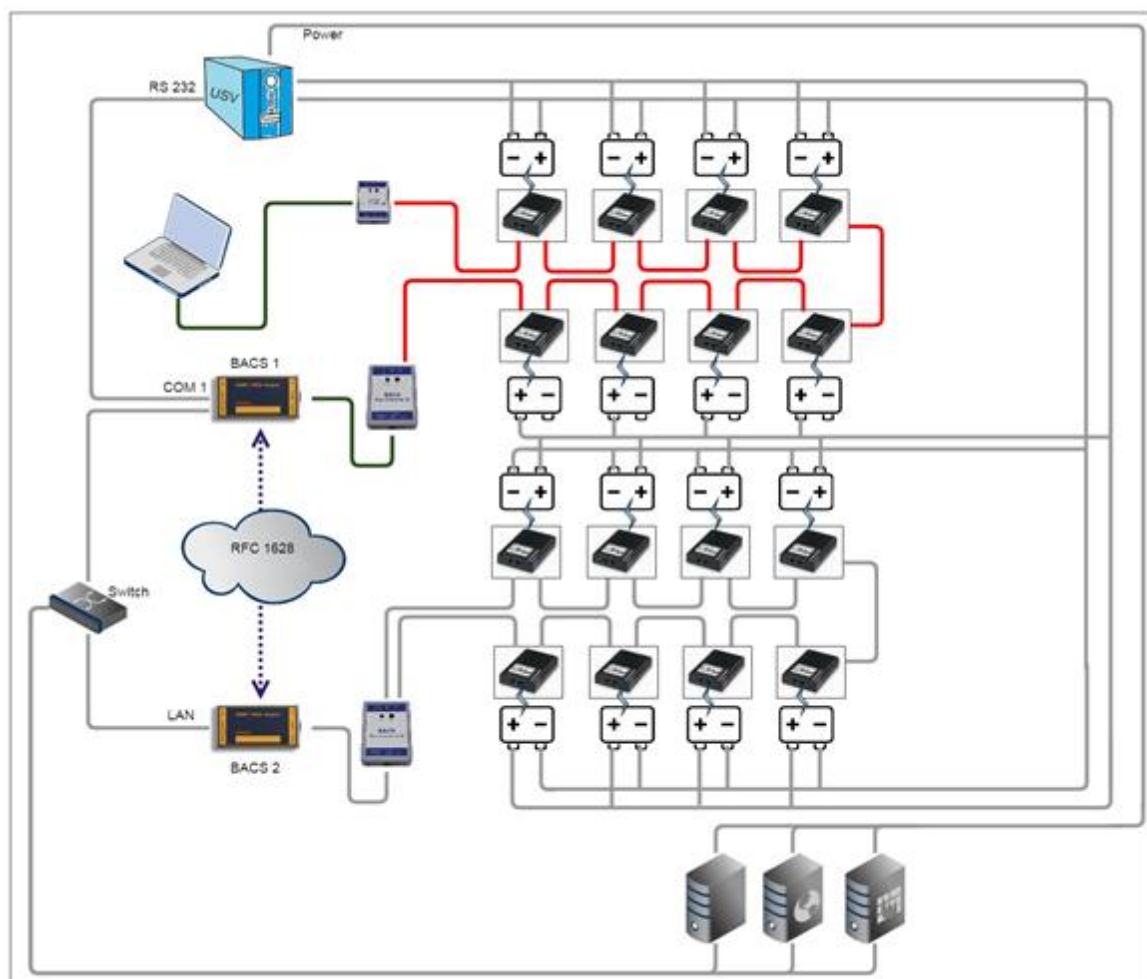 Power
RS 232
USV
BACS 1
COM 1
RFC 1628
Switch
LAN
BACS 2